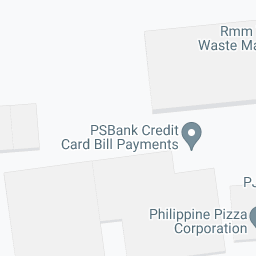 Rmm
Waste Ma
PSBank Credit
Card Bill Payments
PJ
Philippine Pizza
Corporation